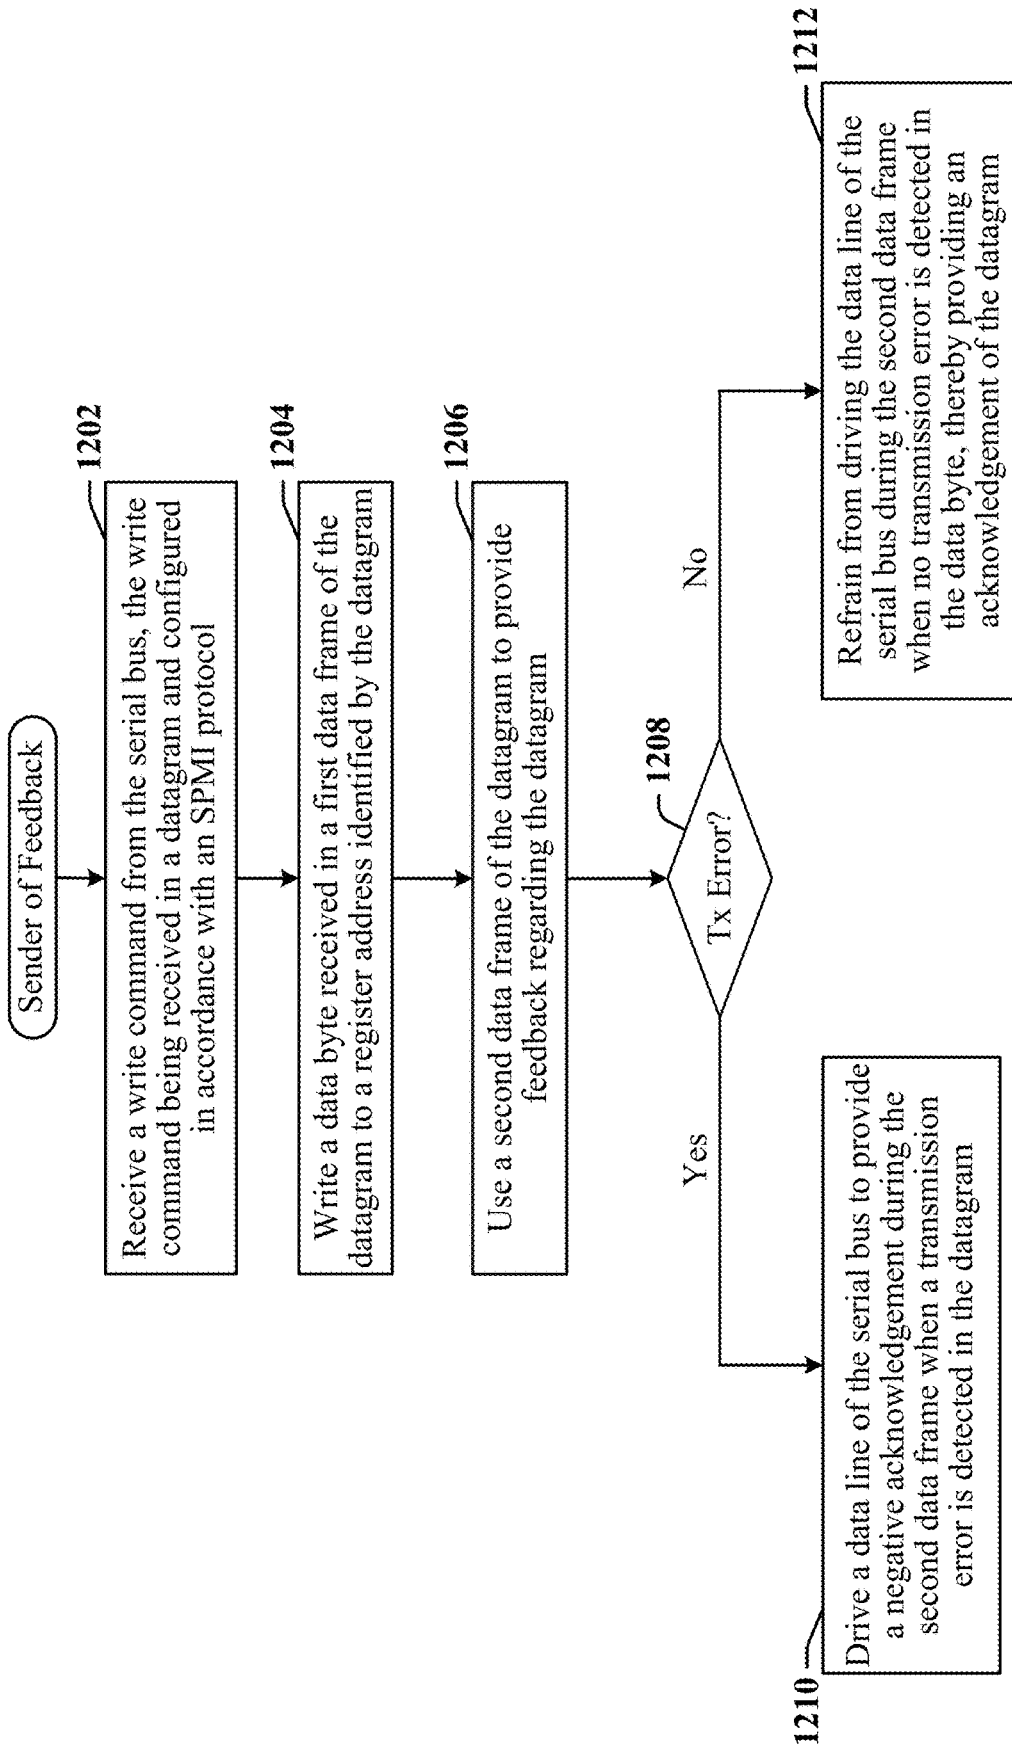 Sender of Feedback
1202
Receive a write command from the serial bus, the write
command being received in a datagram and configured
in accordance with an SPMI protocol
1204
Write a data byte received in a first data frame of the
datagram to a register address identified by the datagram
1206
Use a second data frame of the datagram to provide
feedback regarding the datagram
1208
Tx Error?
Yes
No
1210
Drive a data line of the serial bus to provide
a negative acknowledgement during the
second data frame when a transmission
error is detected in the datagram
1212
Refrain from driving the data line of the
serial bus during the second data frame
when no transmission error is detected in
the data byte, thereby providing an
acknowledgement of the datagram